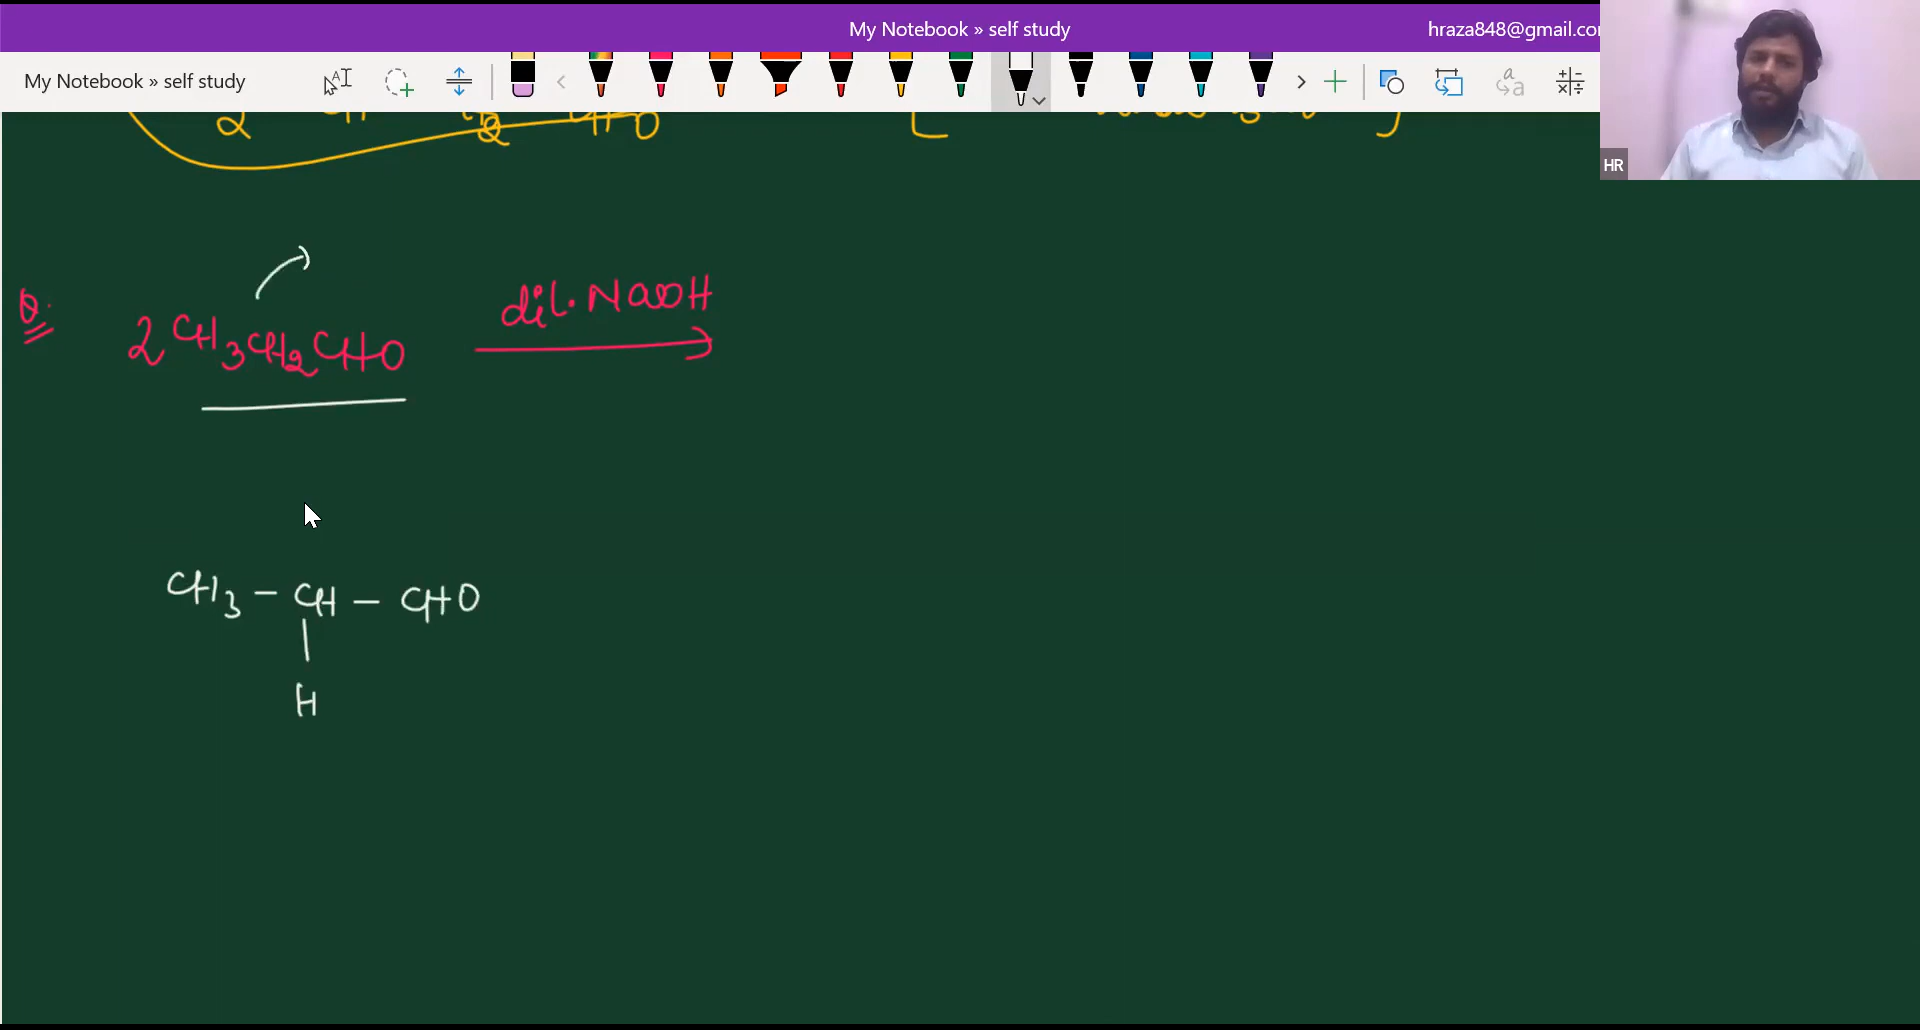 My Notebook » self study
hraza848@gmail.co
My Notebook » self study
HR
Q. 2CH3CH2CHO dil. NaOH
CH3 – CH – CHO
H